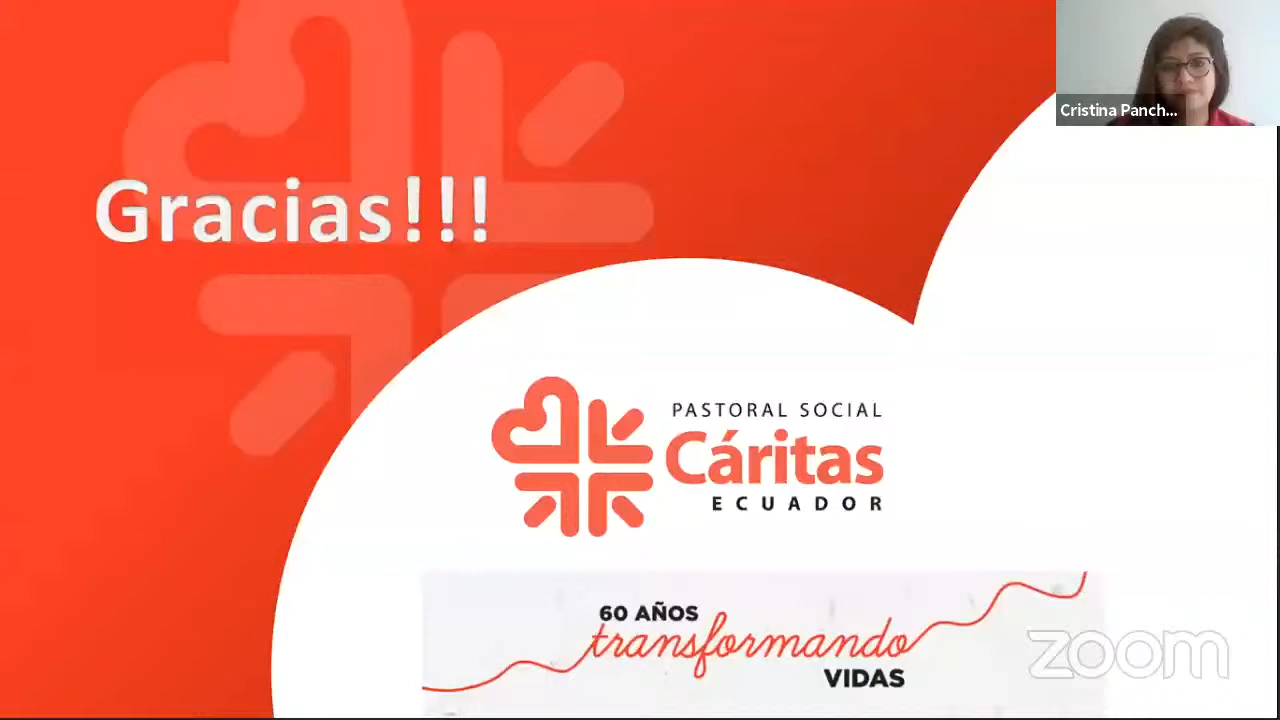 Cristina Panch...
Gracias!!!
PASTORAL SOCIAL
Cáritas
ECUADOR
60 AÑOS
transformando
VIDAS
zoom